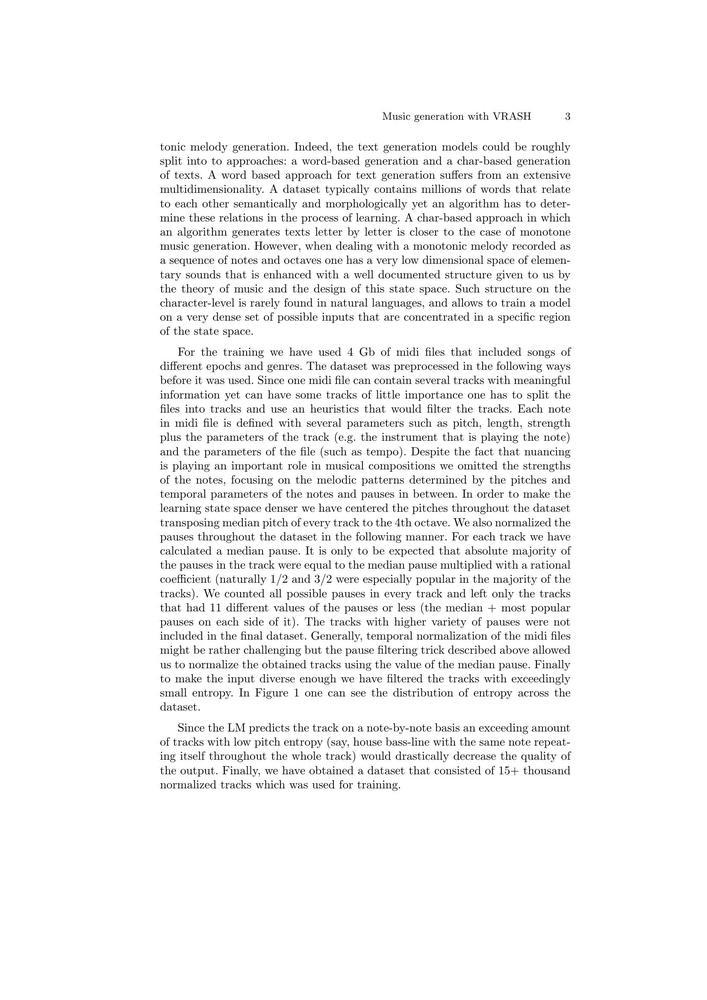 Music generation with VRASH 3
tonic melody generation. Indeed, the text generation models could be roughly
split into to approaches: a word-based generation and a char-based generation
of texts. A word based approach for text generation suffers from an extensive
multidimensionality. A dataset typically contains millions of words that relate
to each other semantically and morphologically yet an algorithm has to deter-
mine these relations in the process of learning. A char-based approach in which
an algorithm generates texts letter by letter is closer to the case of monotone
music generation. However, when dealing with a monotonic melody recorded as
a sequence of notes and octaves one has a very low dimensional space of elemen-
tary sounds that is enhanced with a well documented structure given to us by
the theory of music and the design of this state space. Such structure on the
character-level is rarely found in natural languages, and allows to train a model
on a very dense set of possible inputs that are concentrated in a specific region
of the state space.
For the training we have used 4 Gb of midi files that included songs of
different epochs and genres. The dataset was preprocessed in the following ways
before it was used. Since one midi file can contain several tracks with meaningful
information yet can have some tracks of little importance one has to split the
files into tracks and use an heuristics that would filter the tracks. Each note
in midi file is defined with several parameters such as pitch, length, strength
plus the parameters of the track (e.g. the instrument that is playing the note)
and the parameters of the file (such as tempo). Despite the fact that nuancing
is playing an important role in musical compositions we omitted the strengths
of the notes, focusing on the melodic patterns determined by the pitches and
temporal parameters of the notes and pauses in between. In order to make the
learning state space denser we have centered the pitches throughout the dataset
transposing median pitch of every track to the 4th octave. We also normalized the
pauses throughout the dataset in the following manner. For each track we have
calculated a median pause. It is only to be expected that absolute majority of
the pauses in the track were equal to the median pause multiplied with a rational
coefficient (naturally 1/2 and 3/2 were especially popular in the majority of the
tracks). We counted all possible pauses in every track and left only the tracks
that had 11 different values of the pauses or less (the median + most popular
pauses on each side of it). The tracks with higher variety of pauses were not
included in the final dataset. Generally, temporal normalization of the midi files
might be rather challenging but the pause filtering trick described above allowed
us to normalize the obtained tracks using the value of the median pause. Finally
to make the input diverse enough we have filtered the tracks with exceedingly
small entropy. In Figure 1 one can see the distribution of entropy across the
dataset.
Since the LM predicts the track on a note-by-note basis an exceeding amount
of tracks with low pitch entropy (say, house bass-line with the same note repeat-
ing itself throughout the whole track) would drastically decrease the quality of
the output. Finally, we have obtained a dataset that consisted of 15+ thousand
normalized tracks which was used for training.